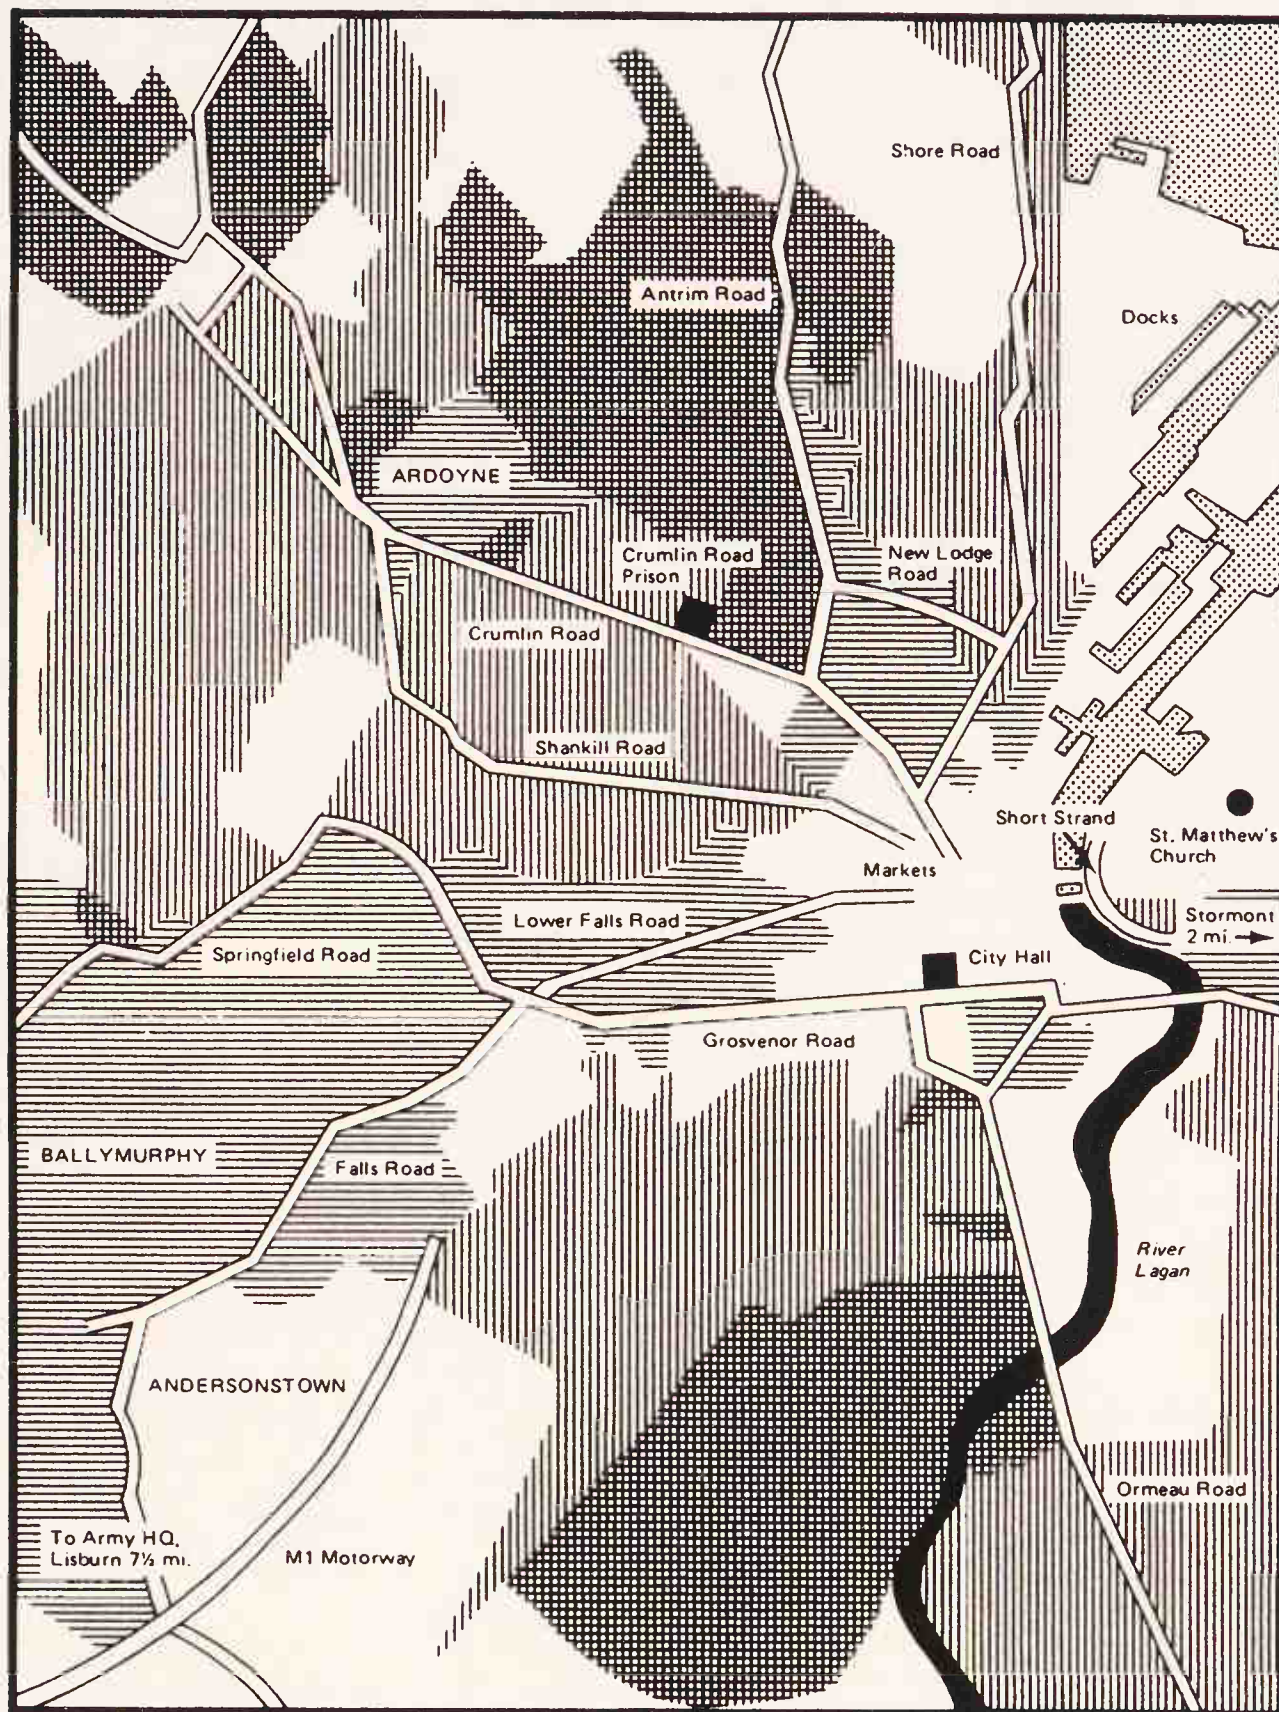 Shore Road
Antrim Road
Docks
ARDOYNE
Crumlin Road
Prison
New Lodge
Road
Crumlin Road
Shankill Road
Short Strand
St. Matthew's
Church
Markets
Lower Falls Road
Stormont
2 mi.
Springfield Road
City Hall
Grosvenor Road
BALLYMURPHY
Falls Road
River
Lagan
ANDERSONSTOWN
Ormeau Road
To Army HQ,
Lisburn 7½ mi.
M1 Motorway